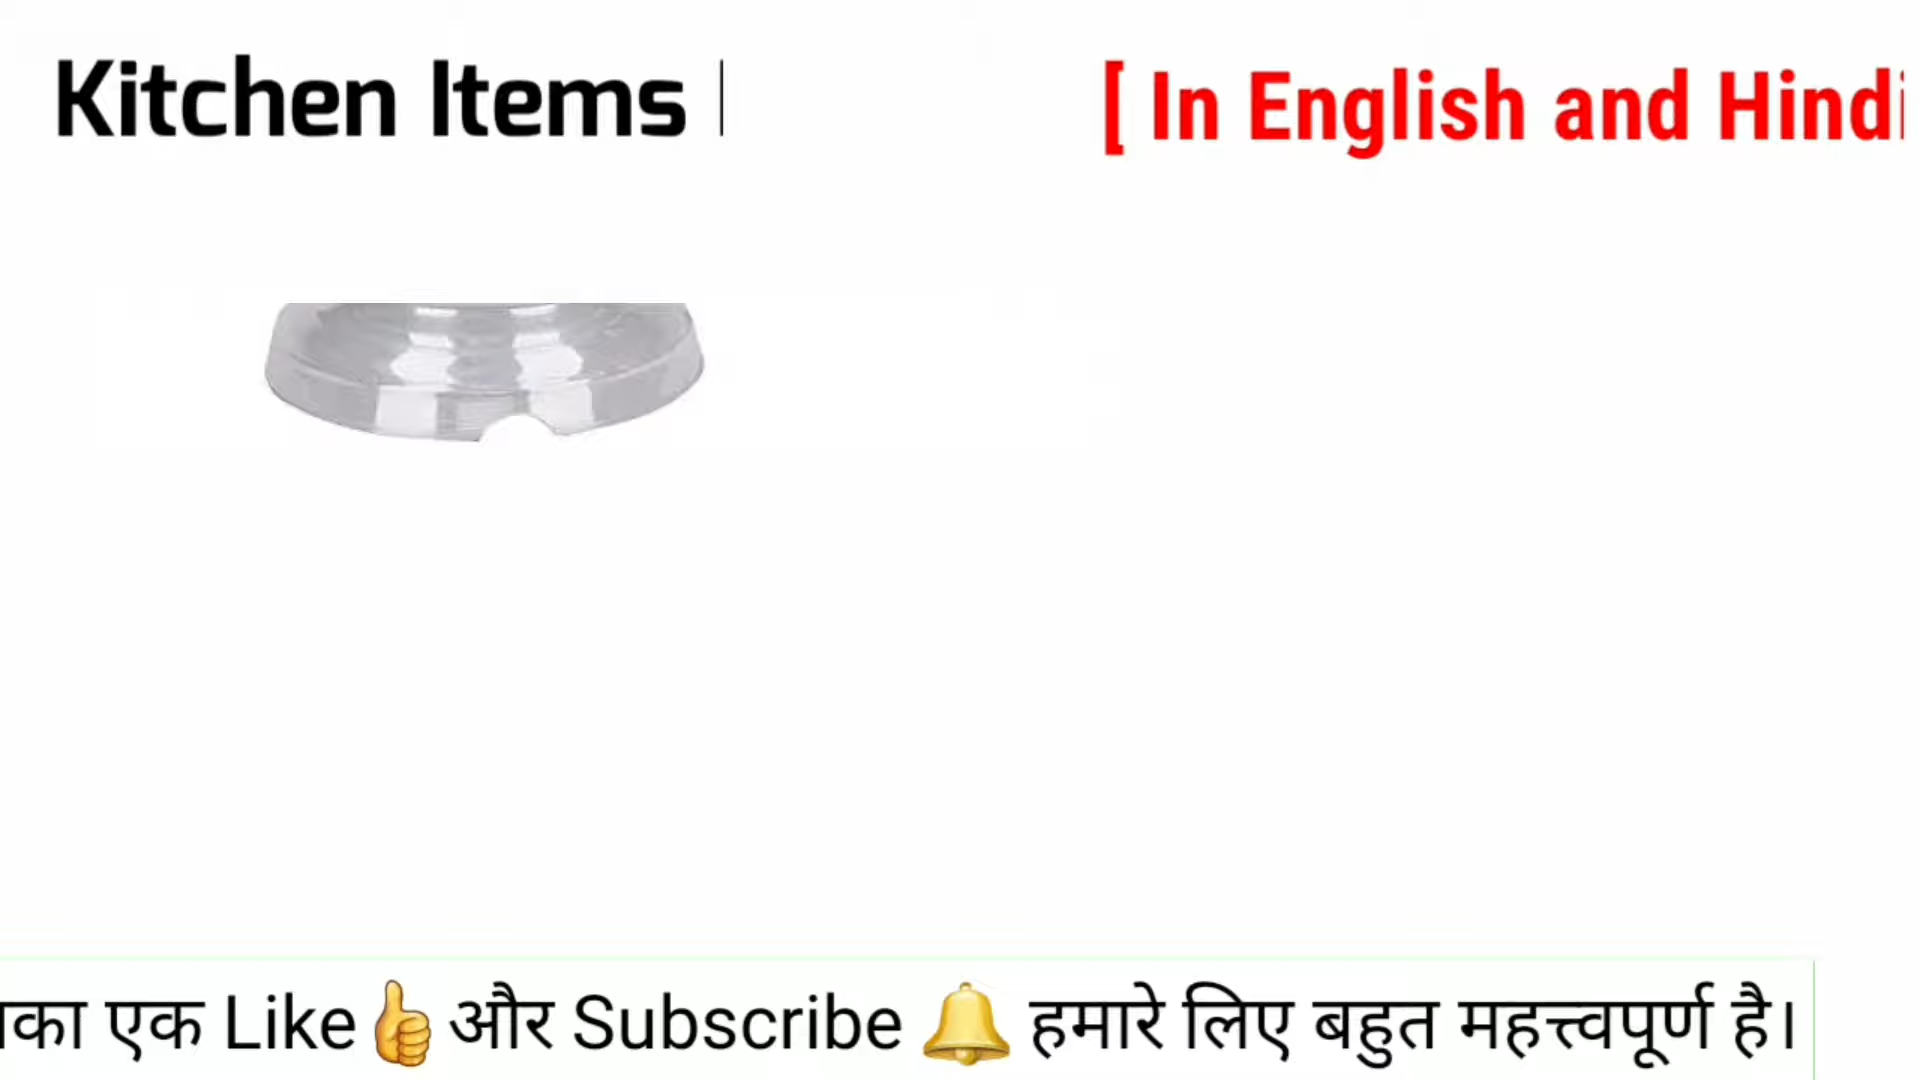 Kitchen Items
[ In English and Hindi
एक Like 👍 और Subscribe 🔔 हमारे लिए बहुत महत्त्वपूर्ण है।